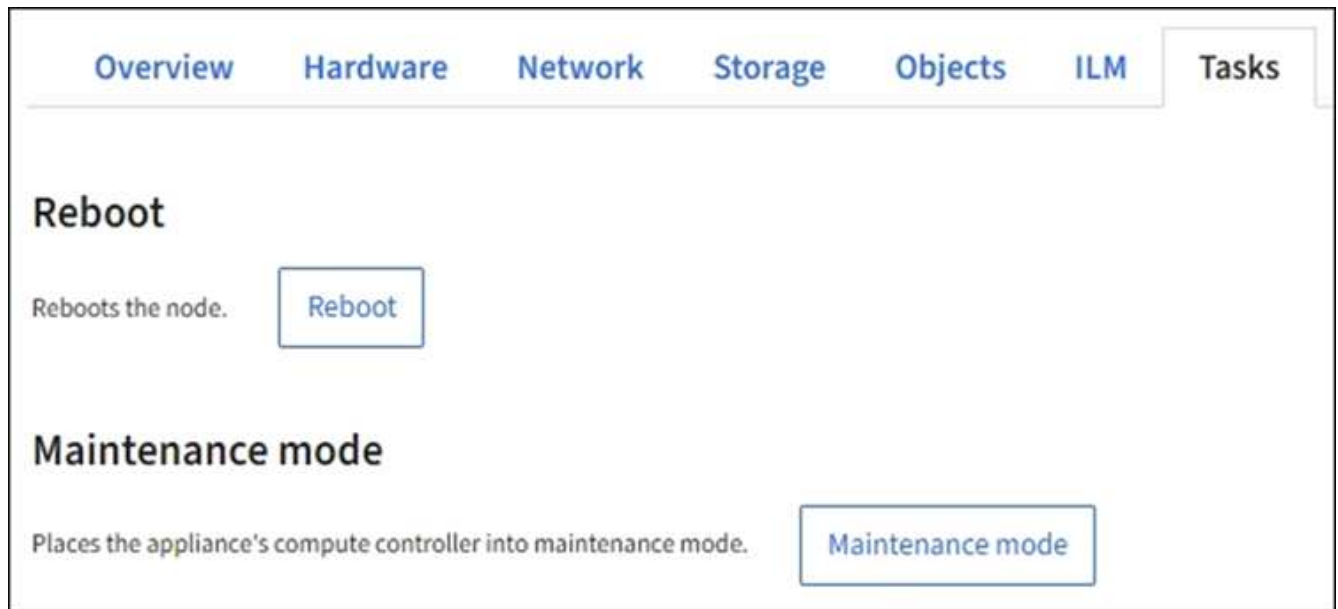 Overview Hardware Network Storage Objects ILM Tasks
Reboot
Reboots the node. Reboot
Maintenance mode
Places the appliance's compute controller into maintenance mode. Maintenance mode